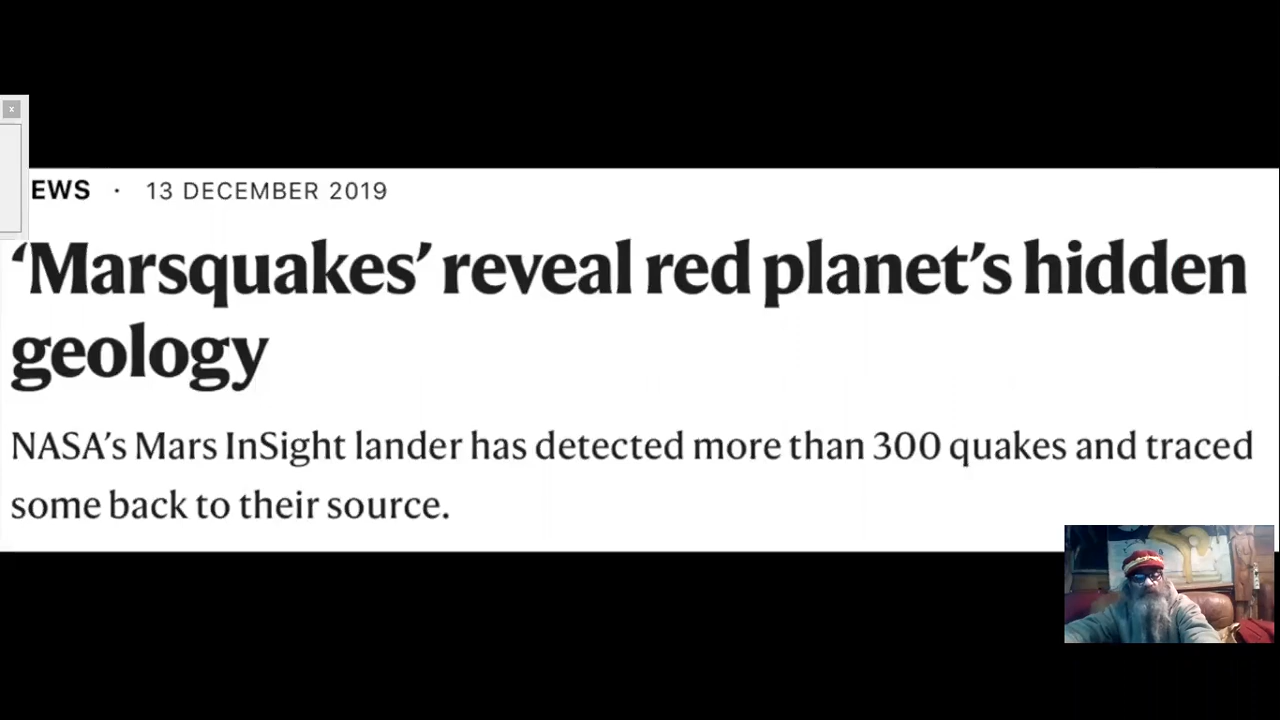 EWS · 13 DECEMBER 2019
‘Marsquakes’ reveal red planet’s hidden
geology
NASA’s Mars InSight lander has detected more than 300 quakes and traced
some back to their source.